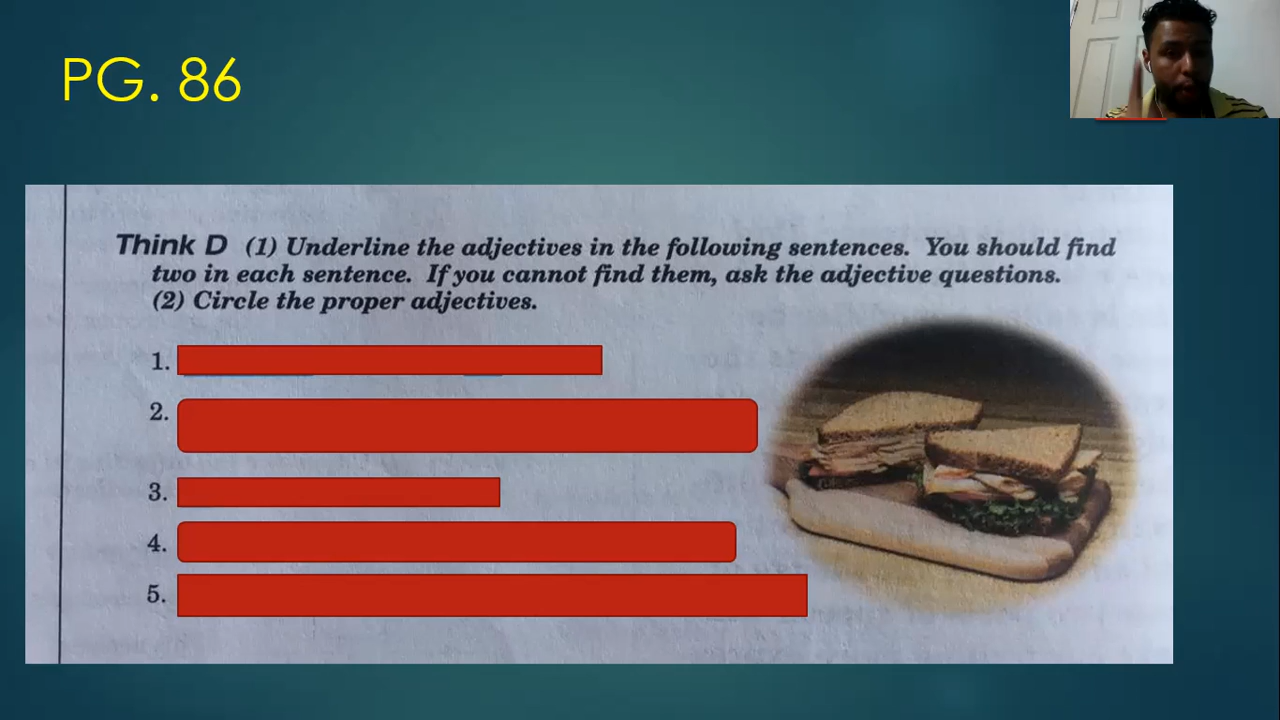 PG. 86
Think D (1) Underline the adjectives in the following sentences. You should find
two in each sentence. If you cannot find them, ask the adjective questions.
(2) Circle the proper adjectives.
1.
2.
3.
4.
5.